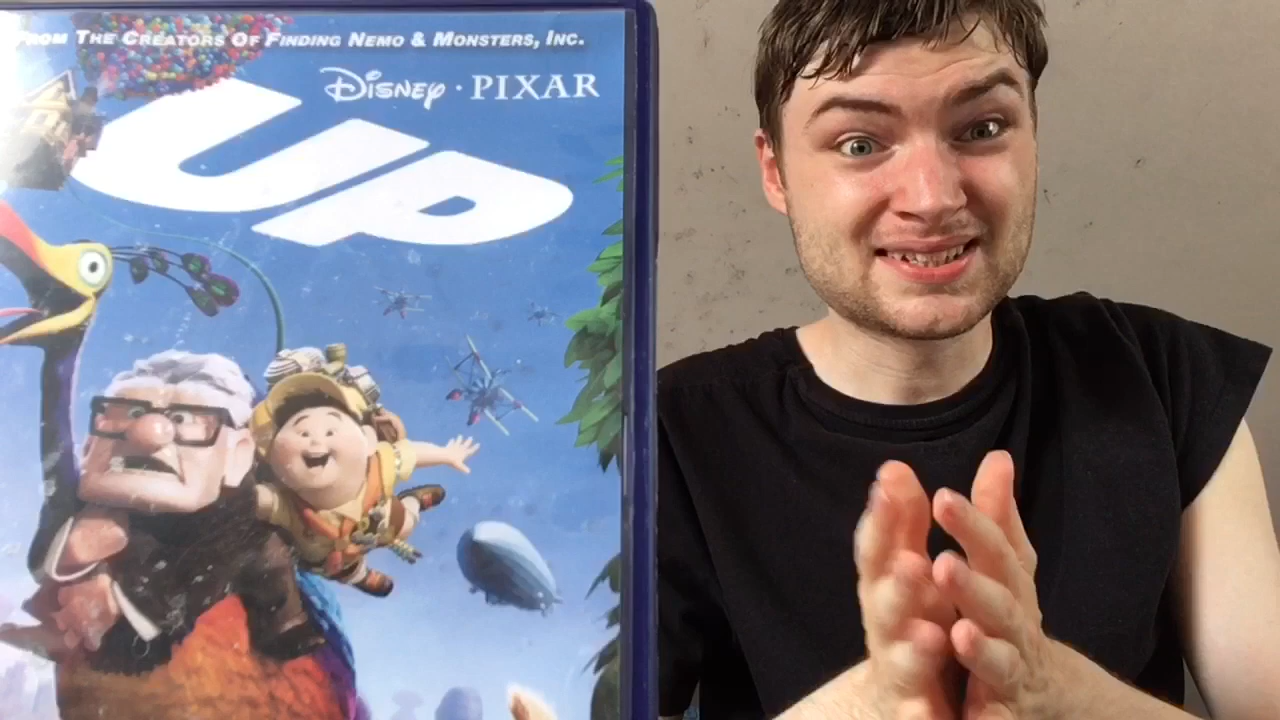 FROM THE CREATORS OF FINDING NEMO & MONSTERS, INC.
DISNEY · PIXAR
UP